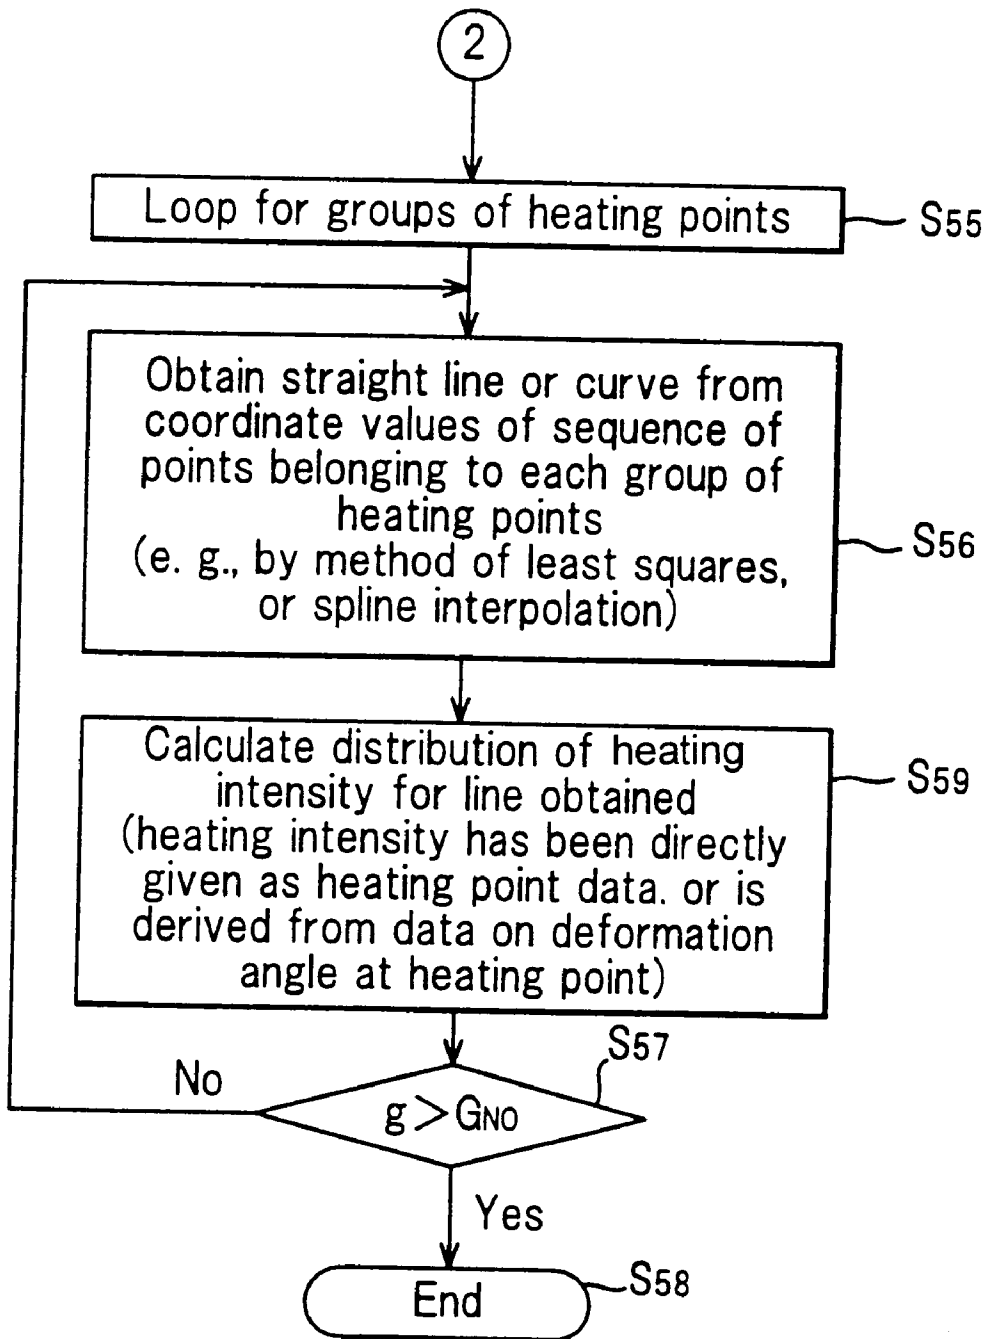 2
Loop for groups of heating points
S55
Obtain straight line or curve from
coordinate values of sequence of
points belonging to each group of
heating points
(e. g., by method of least squares,
or spline interpolation)
S56
Calculate distribution of heating
intensity for line obtained
(heating intensity has been directly
given as heating point data. or is
derived from data on deformation
angle at heating point)
S59
S57
No
g > GNO
Yes
End
S58